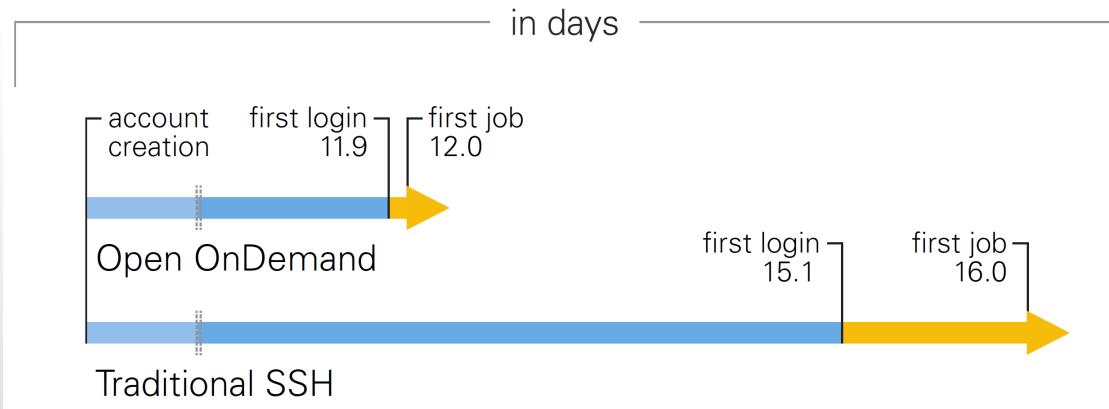 in days
account creation
first login 11.9
first job 12.0
Open OnDemand
first login 15.1
first job 16.0
Traditional SSH